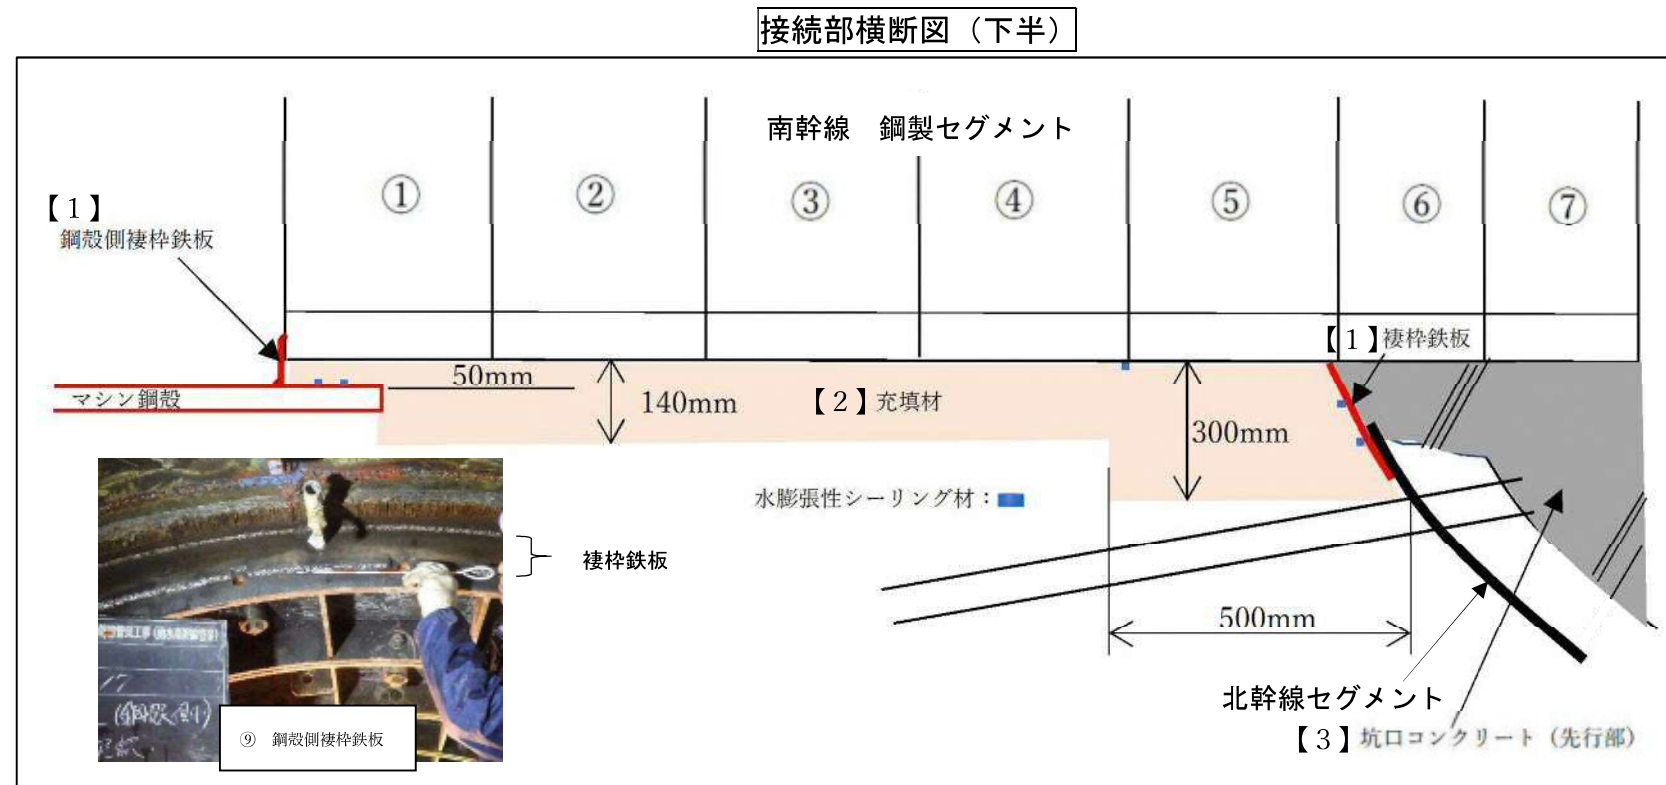 接続部横断図（下半）
南幹線　鋼製セグメント
① ② ③ ④ ⑤ ⑥ ⑦
【１】
鋼殻側褄枠鉄板
【１】褄枠鉄板
50mm
マシン鋼殻
140mm
【２】充填材
300mm
水膨張性シーリング材：
褄枠鉄板
500mm
北幹線セグメント
【３】坑口コンクリート（先行部）
17
(鋼殻側)
⑨　鋼殻側褄枠鉄板